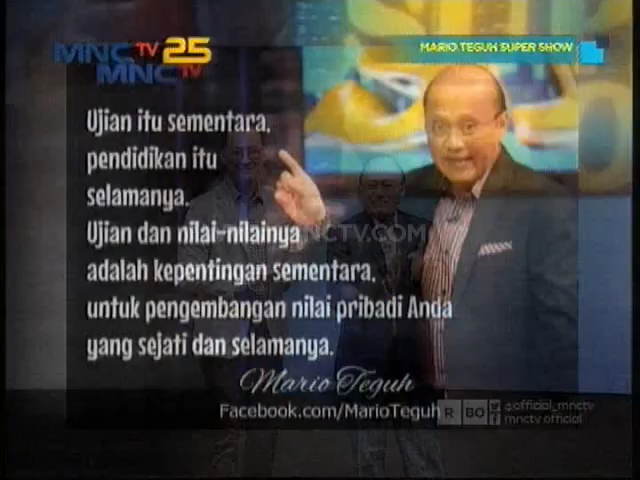 MNCTV 25
MNCTV
MARIO TEGUH SUPER SHOW
Ujian itu sementara,
pendidikan itu
selamanya.
Ujian dan nilai-nilainya
adalah kepentingan sementara,
untuk pengembangan nilai pribadi Anda
yang sejati dan selamanya.
Mario Teguh
Facebook.com/MarioTeguh
R BO
@official_mnctv
mnctv official